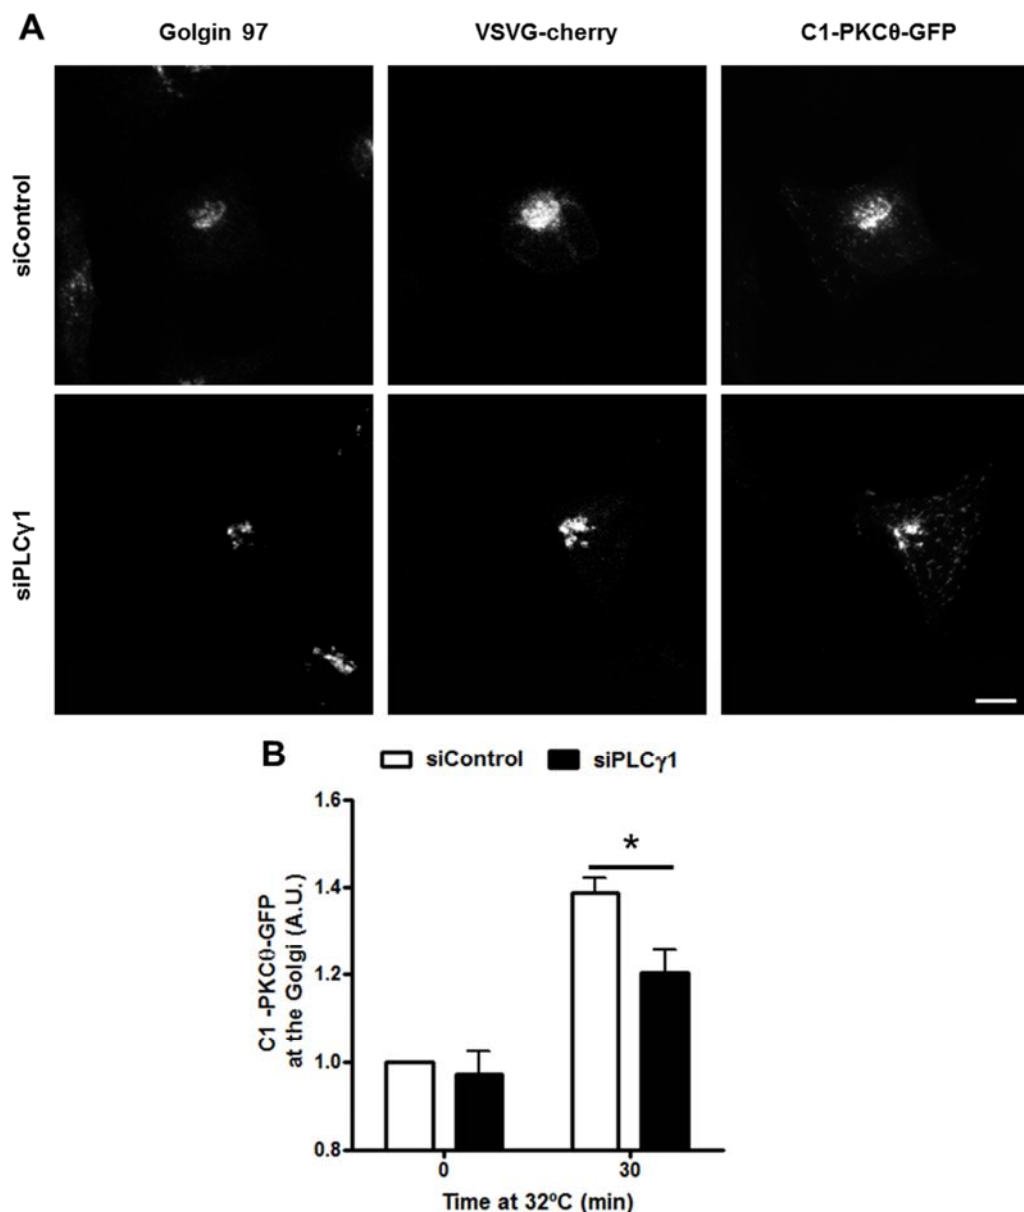 A
Golgin 97 VSVG-cherry C1-PKCθ-GFP
siControl
siPLCγ1
B
siControl siPLCγ1
1.6
1.4
1.2
1.0
0.8
C1 -PKCθ-GFP
at the Golgi (A.U.)
*
0 30
Time at 32ºC (min)